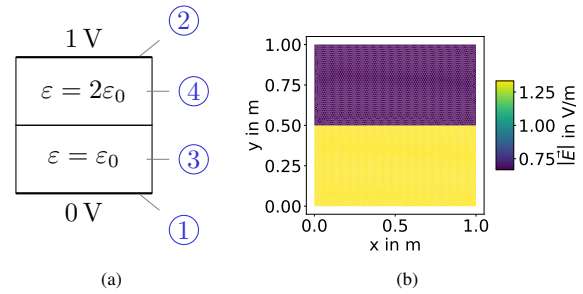 1 V
②
ε = 2ε₀
④
ε = ε₀
③
0 V
①
(a)
1.00
0.75
0.50
0.25
0.00
y in m
0.0
0.5
1.0
x in m
1.25
1.00
0.75
|E⃗| in V/m
(b)